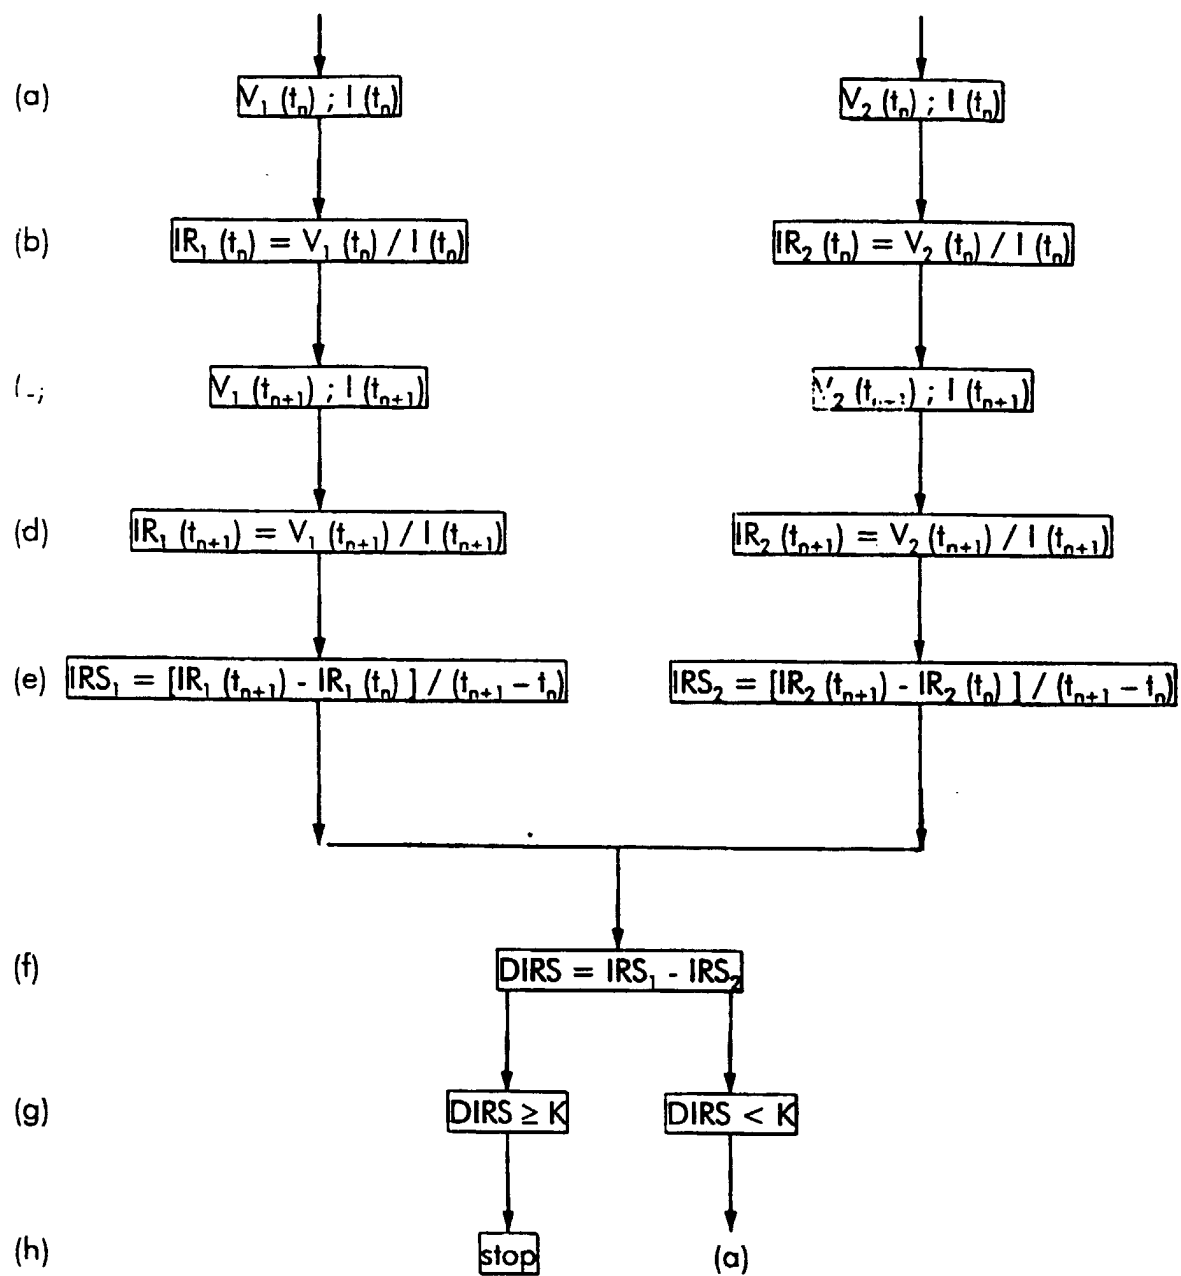 (a) V₁ (tₙ) ; I (tₙ) V₂ (tₙ) ; I (tₙ)
(b) IR₁ (tₙ) = V₁ (tₙ) / I (tₙ) IR₂ (tₙ) = V₂ (tₙ) / I (tₙ)
V₁ (tₙ₊₁) ; I (tₙ₊₁) V₂ ; I (tₙ₊₁)
(d) IR₁ (tₙ₊₁) = V₁ (tₙ₊₁) / I (tₙ₊₁) IR₂ (tₙ₊₁) = V₂ (tₙ₊₁) / I (tₙ₊₁)
(e) IRS₁ = [IR₁ (tₙ₊₁) - IR₁ (tₙ) ] / (tₙ₊₁ – tₙ) IRS₂ = [IR₂ (tₙ₊₁) - IR₂ (tₙ) ] / (tₙ₊₁ – tₙ)
(f) DIRS = IRS₁ - IRS₂
(g) DIRS ≥ K DIRS < K
(h) stop (a)